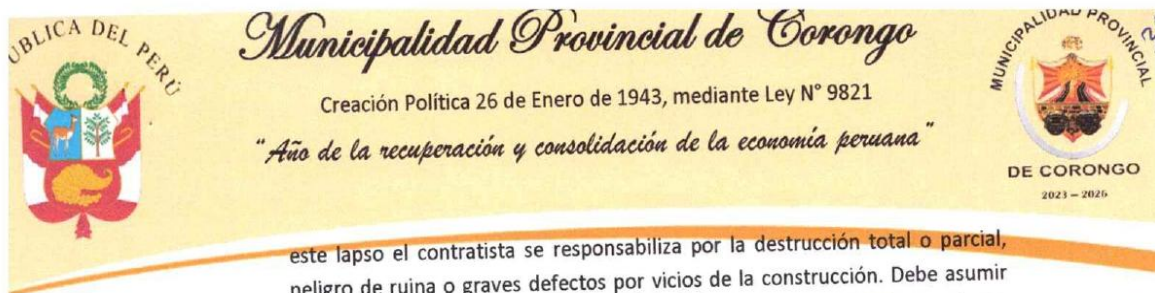 Municipalidad Provincial de Corongo
Creación Política 26 de Enero de 1943, mediante Ley N° 9821
"Año de la recuperación y consolidación de la economía peruana"
DEL PERÚ
MUNICIPALIDAD PROVINCIAL
DE CORONGO
2023 – 2026
este lapso el contratista se responsabiliza por la destrucción total o parcial,
peligro de ruina o graves defectos por vicios de la construcción. Debe asumir